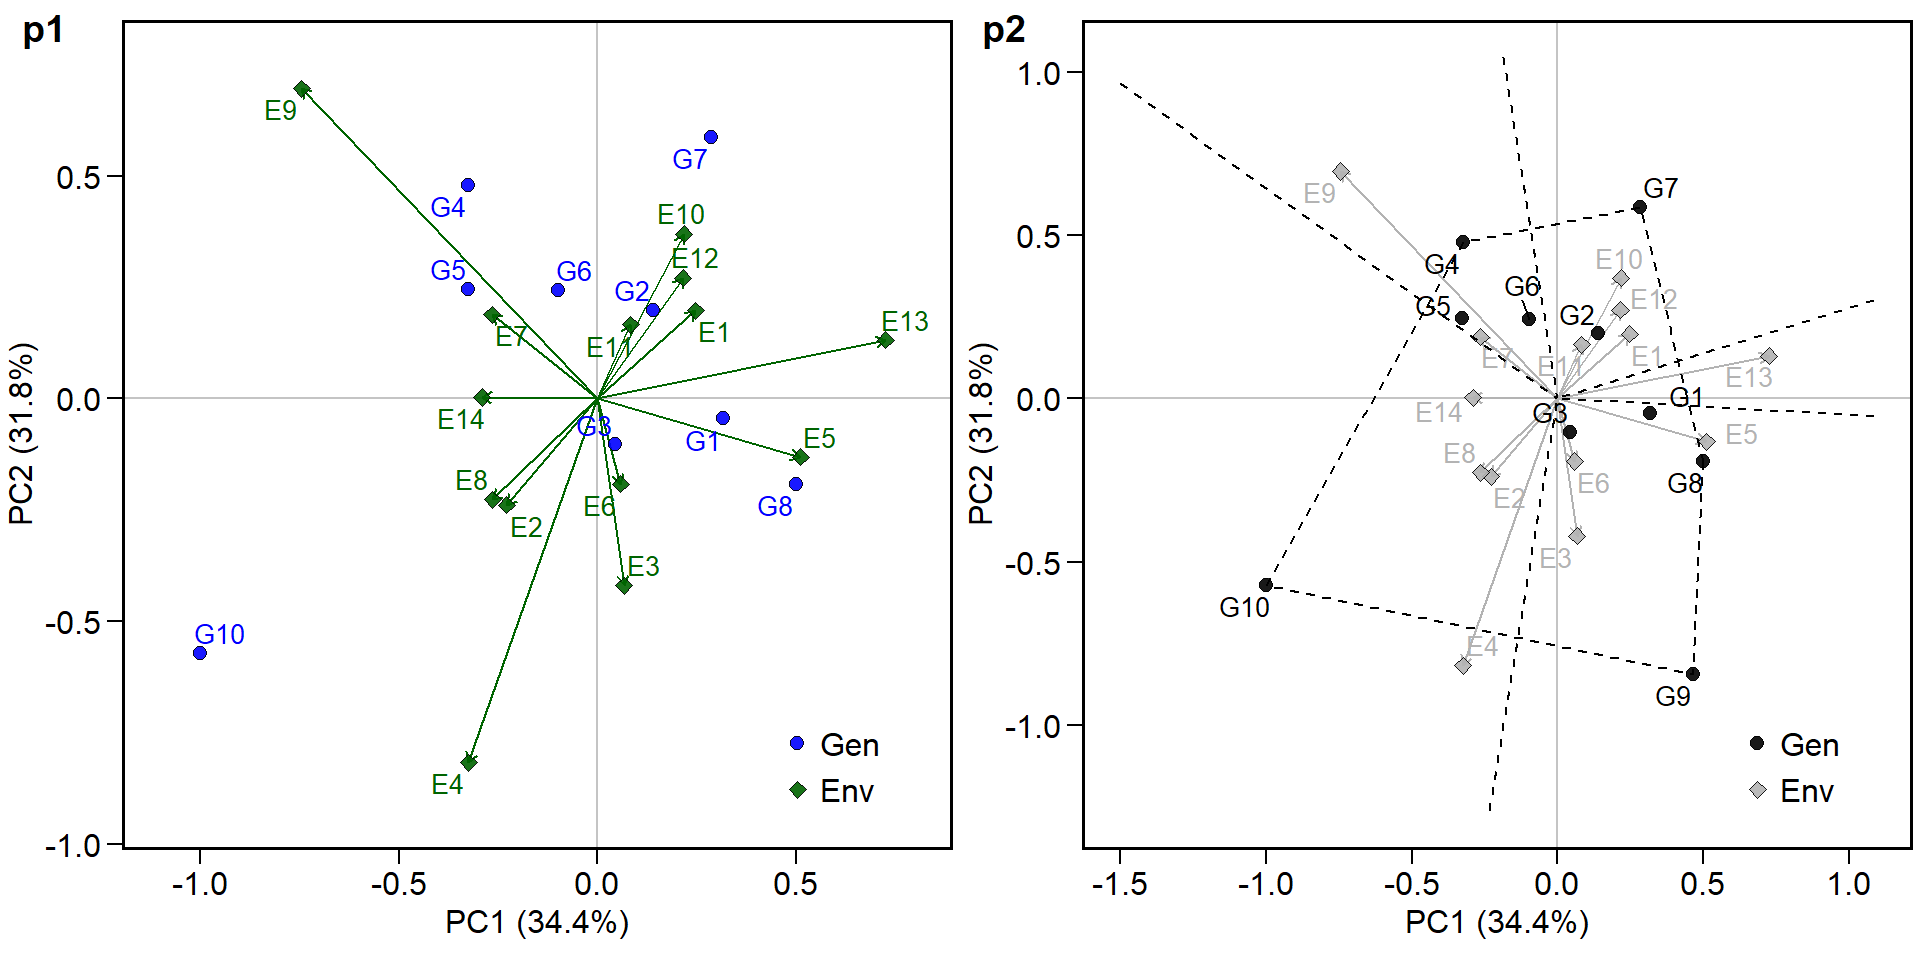 p1
E9
G7
G4
E10
E12
G5
G6
G2
E7
E11
E1
E13
E14
G3
G1
E5
E8
E2
E6
G8
E3
G10
E4
Gen
Env
0.5
0.0
-0.5
-1.0
PC2 (31.8%)
-1.0
-0.5
0.0
0.5
PC1 (34.4%)
p2
E9
G7
G4
E10
G6
E12
G5
G2
E7
E11
E1
E13
E14
G3
G1
E5
E8
E2
E6
G8
E3
G10
E4
G9
Gen
Env
1.0
0.5
0.0
-0.5
-1.0
PC2 (31.8%)
-1.5
-1.0
-0.5
0.0
0.5
1.0
PC1 (34.4%)